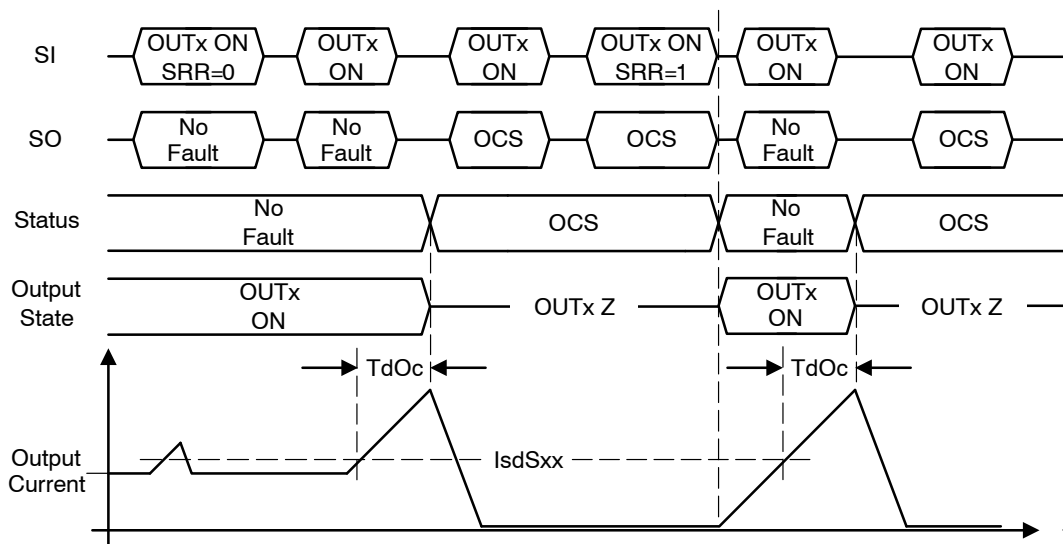 SI
OUTx ON
SRR=0
OUTx
ON
OUTx
ON
OUTx ON
SRR=1
OUTx
ON
OUTx
ON
SO
No
Fault
No
Fault
OCS
OCS
No
Fault
OCS
Status
No
Fault
OCS
No
Fault
OCS
Output
State
OUTx
ON
OUTx Z
OUTx
ON
OUTx Z
TdOc
TdOc
Output
Current
IsdSxx